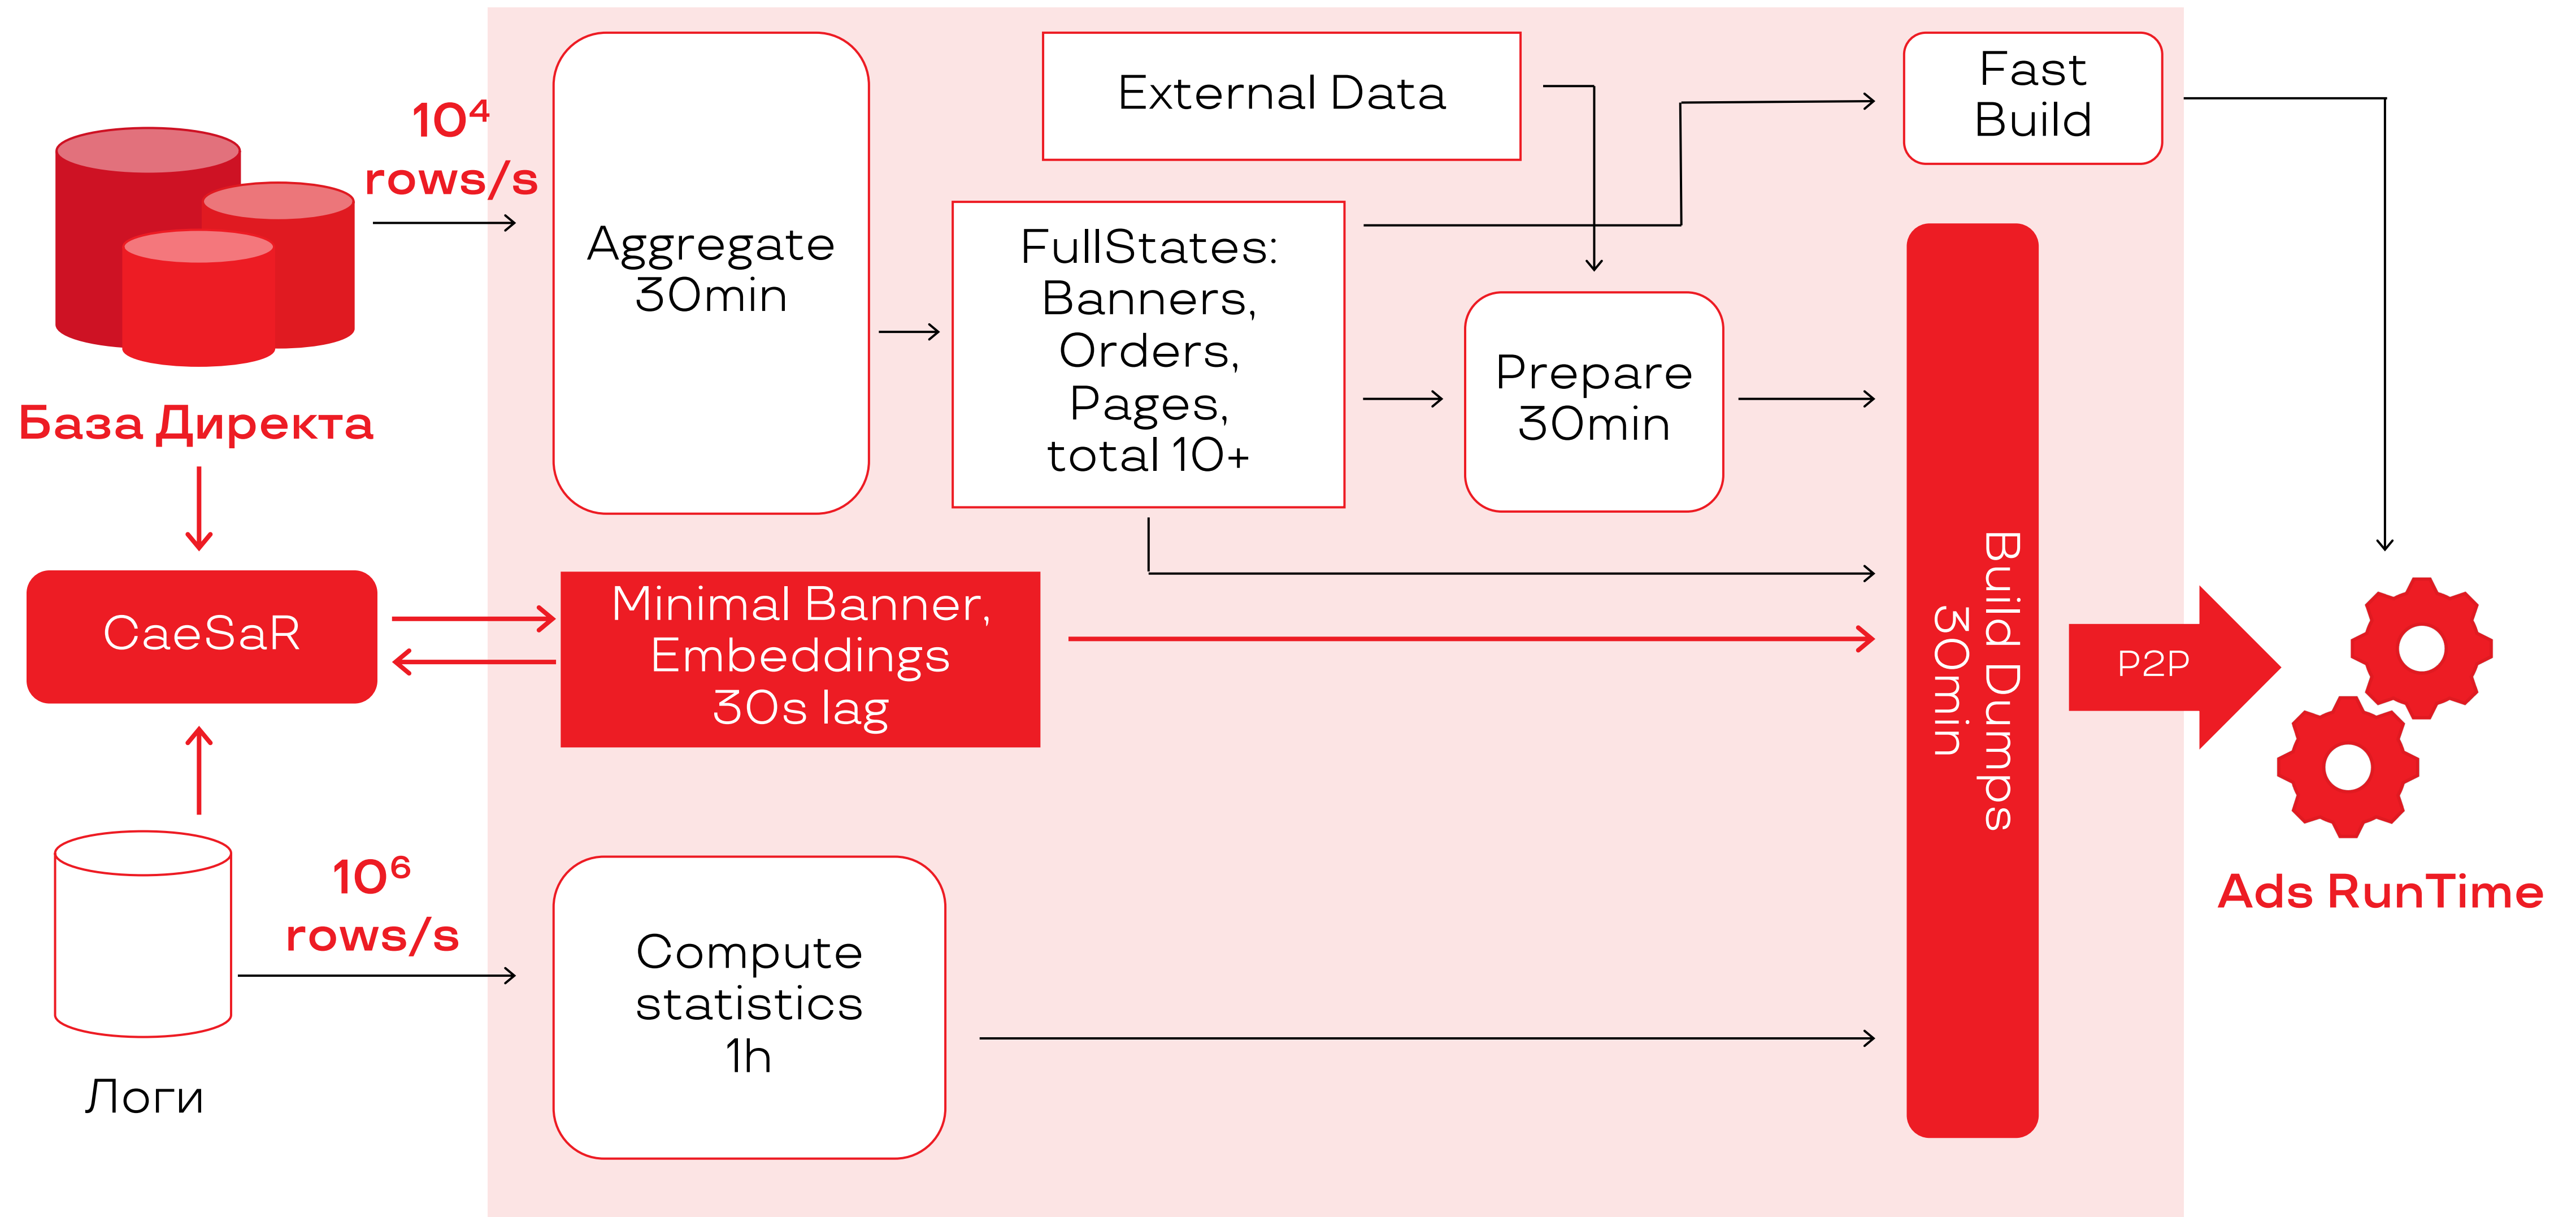 10⁴
rows/s
База Директа
CaeSaR
10⁶
rows/s
Логи
Aggregate
30min
External Data
FullStates:
Banners,
Orders,
Pages,
total 10+
Prepare
30min
Fast
Build
Minimal Banner,
Embeddings
30s lag
Compute
statistics
1h
Build Dumps
30min
P2P
Ads RunTime